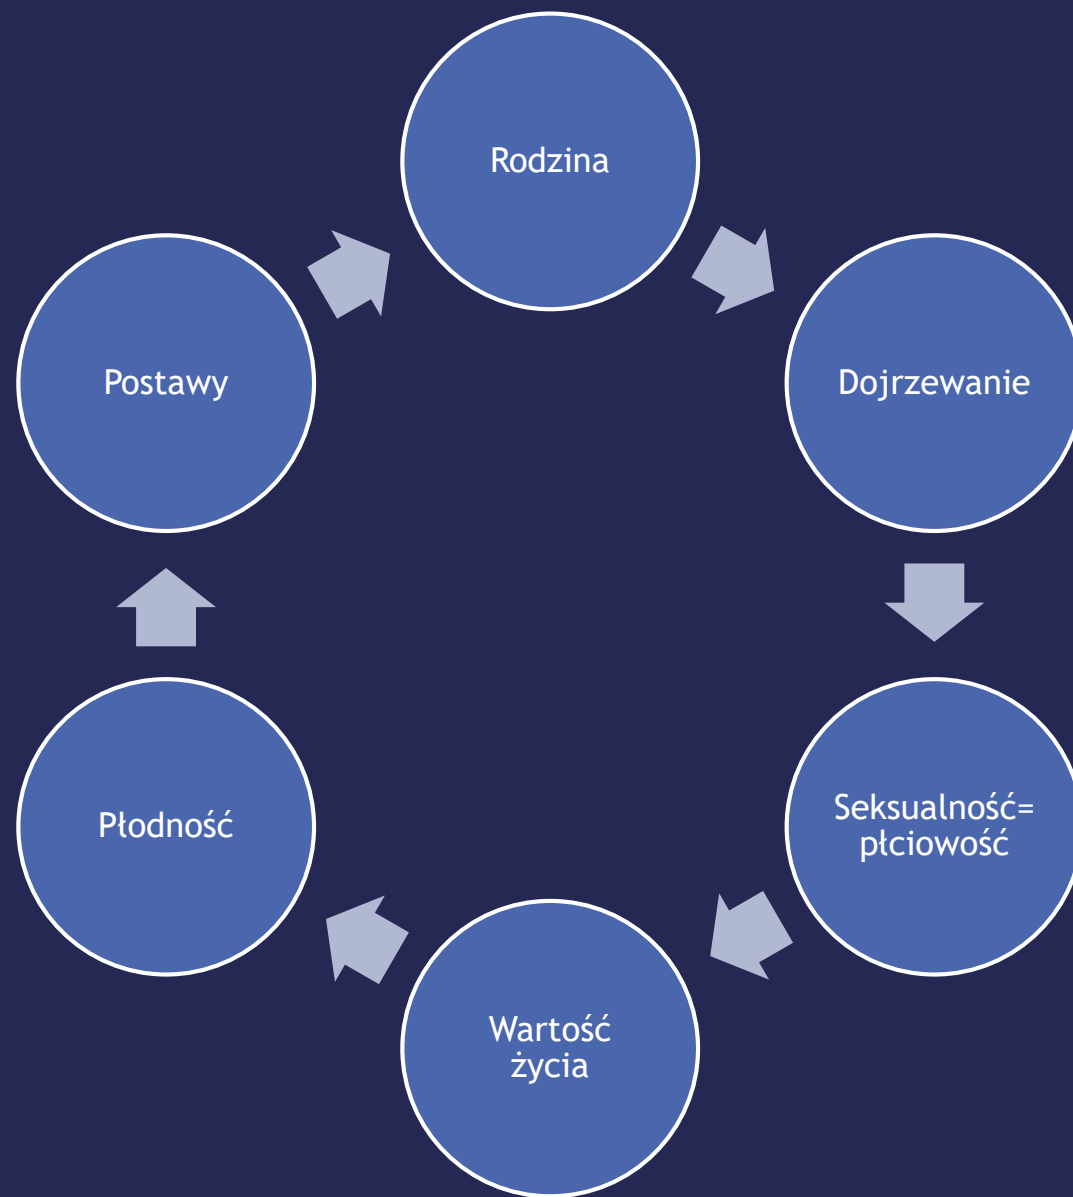 Rodzina
Dojrzewanie
Seksualność=
płciowość
Wartość
życia
Płodność
Postawy